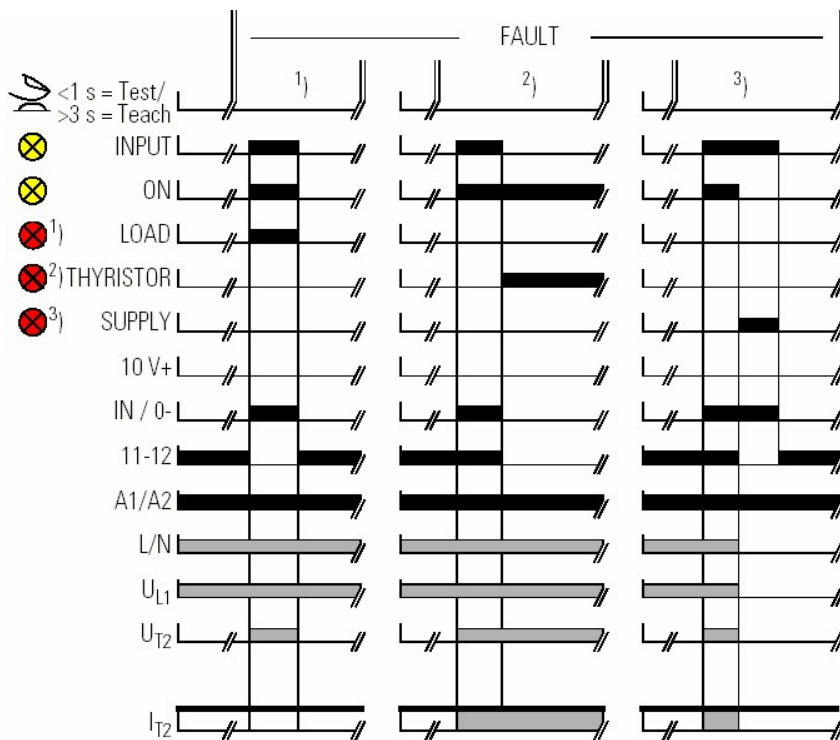 FAULT
1) 2) 3)
<1 s = Test/
>3 s = Teach
INPUT
ON
1) LOAD
2) THYRISTOR
3) SUPPLY
10 V+
IN / 0-
11-12
A1/A2
L/N
UL1
UT2
IT2